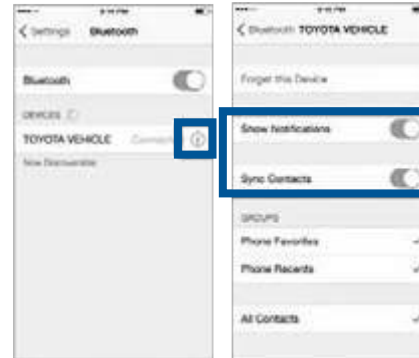 Settings Bluetooth
Bluetooth
DEVICES
TOYOTA VEHICLE Connected
Now Discoverable
Bluetooth TOYOTA VEHICLE
Forget this Device
Show Notifications
Sync Contacts
GROUPS
Phone Favorites
Phone Recents
All Contacts